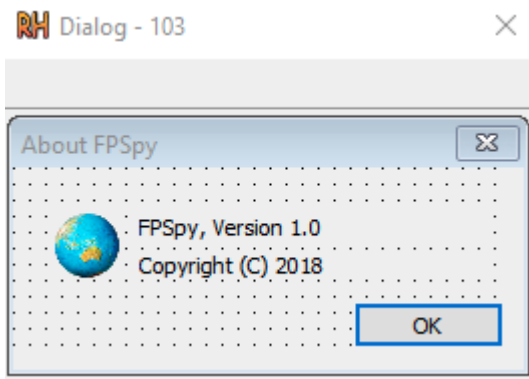 RH Dialog - 103
About FPSpy
FPSpy, Version 1.0
Copyright (C) 2018
OK